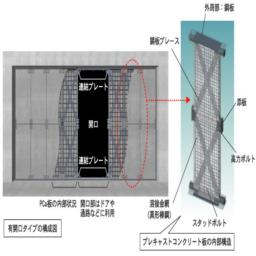 外周部：鋼板
鋼板ブレース
連結プレート
開口
添板
連結プレート
高力ボルト
溶接金網
(異形棒鋼)
PCa板の内部状況
開口部はドアや
通路などに利用
スタッドボルト
有開口タイプの構成図
プレキャストコンクリート板の内部構造